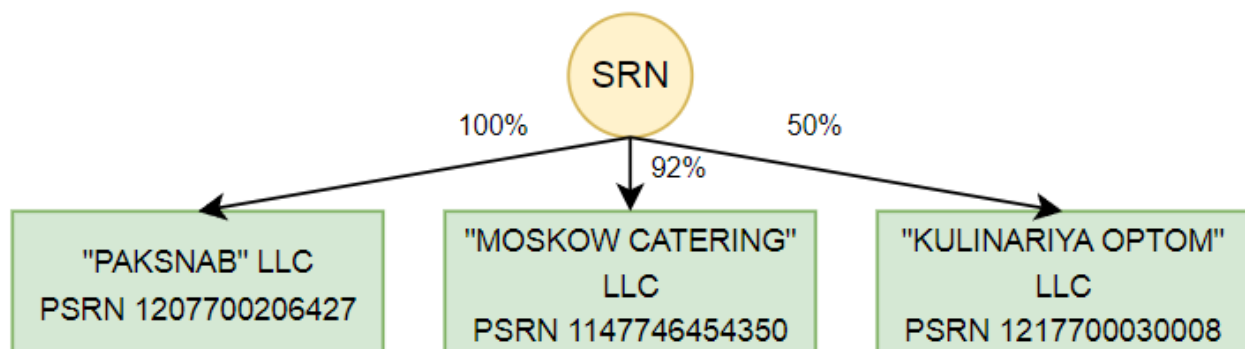 SRN
100%
50%
92%
"PAKSNAB" LLC
PSRN 1207700206427
"MOSKOW CATERING"
LLC
PSRN 1147746454350
"KULINARIYA OPTOM"
LLC
PSRN 1217700030008